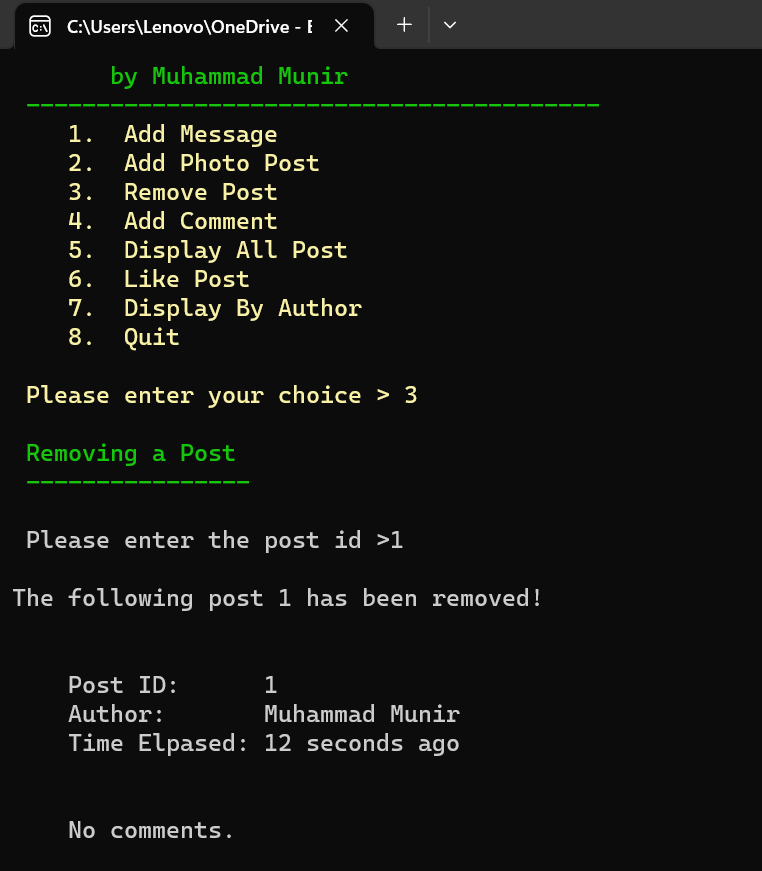 C:\Users\Lenovo\OneDrive - 
by Muhammad Munir
-----------------------------------------
1. Add Message
2. Add Photo Post
3. Remove Post
4. Add Comment
5. Display All Post
6. Like Post
7. Display By Author
8. Quit
Please enter your choice > 3
Removing a Post
----------------
Please enter the post id >1
The following post 1 has been removed!
Post ID: 1
Author: Muhammad Munir
Time Elpased: 12 seconds ago
No comments.